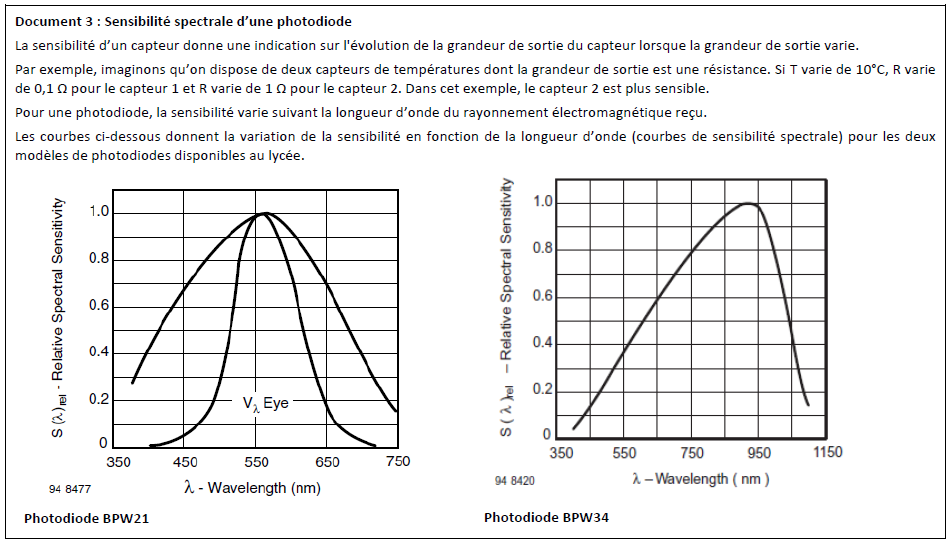 Document 3 : Sensibilité spectrale d’une photodiode
La sensibilité d’un capteur donne une indication sur l'évolution de la grandeur de sortie du capteur lorsque la grandeur de sortie varie.
Par exemple, imaginons qu’on dispose de deux capteurs de températures dont la grandeur de sortie est une résistance. Si T varie de 10°C, R varie
de 0,1 Ω pour le capteur 1 et R varie de 1 Ω pour le capteur 2. Dans cet exemple, le capteur 2 est plus sensible.
Pour une photodiode, la sensibilité varie suivant la longueur d’onde du rayonnement électromagnétique reçu.
Les courbes ci-dessous donnent la variation de la sensibilité en fonction de la longueur d’onde (courbes de sensibilité spectrale) pour les deux
modèles de photodiodes disponibles au lycée.
S (λ)rel - Relative Spectral Sensitivity
1.0
0.8
0.6
0.4
0.2
0
Vλ Eye
350 450 550 650 750
λ - Wavelength (nm)
94 8477
Photodiode BPW21
S ( λ )rel – Relative Spectral Sensitivity
1.0
0.8
0.6
0.4
0.2
0
350 550 750 950 1150
λ – Wavelength ( nm )
94 8420
Photodiode BPW34